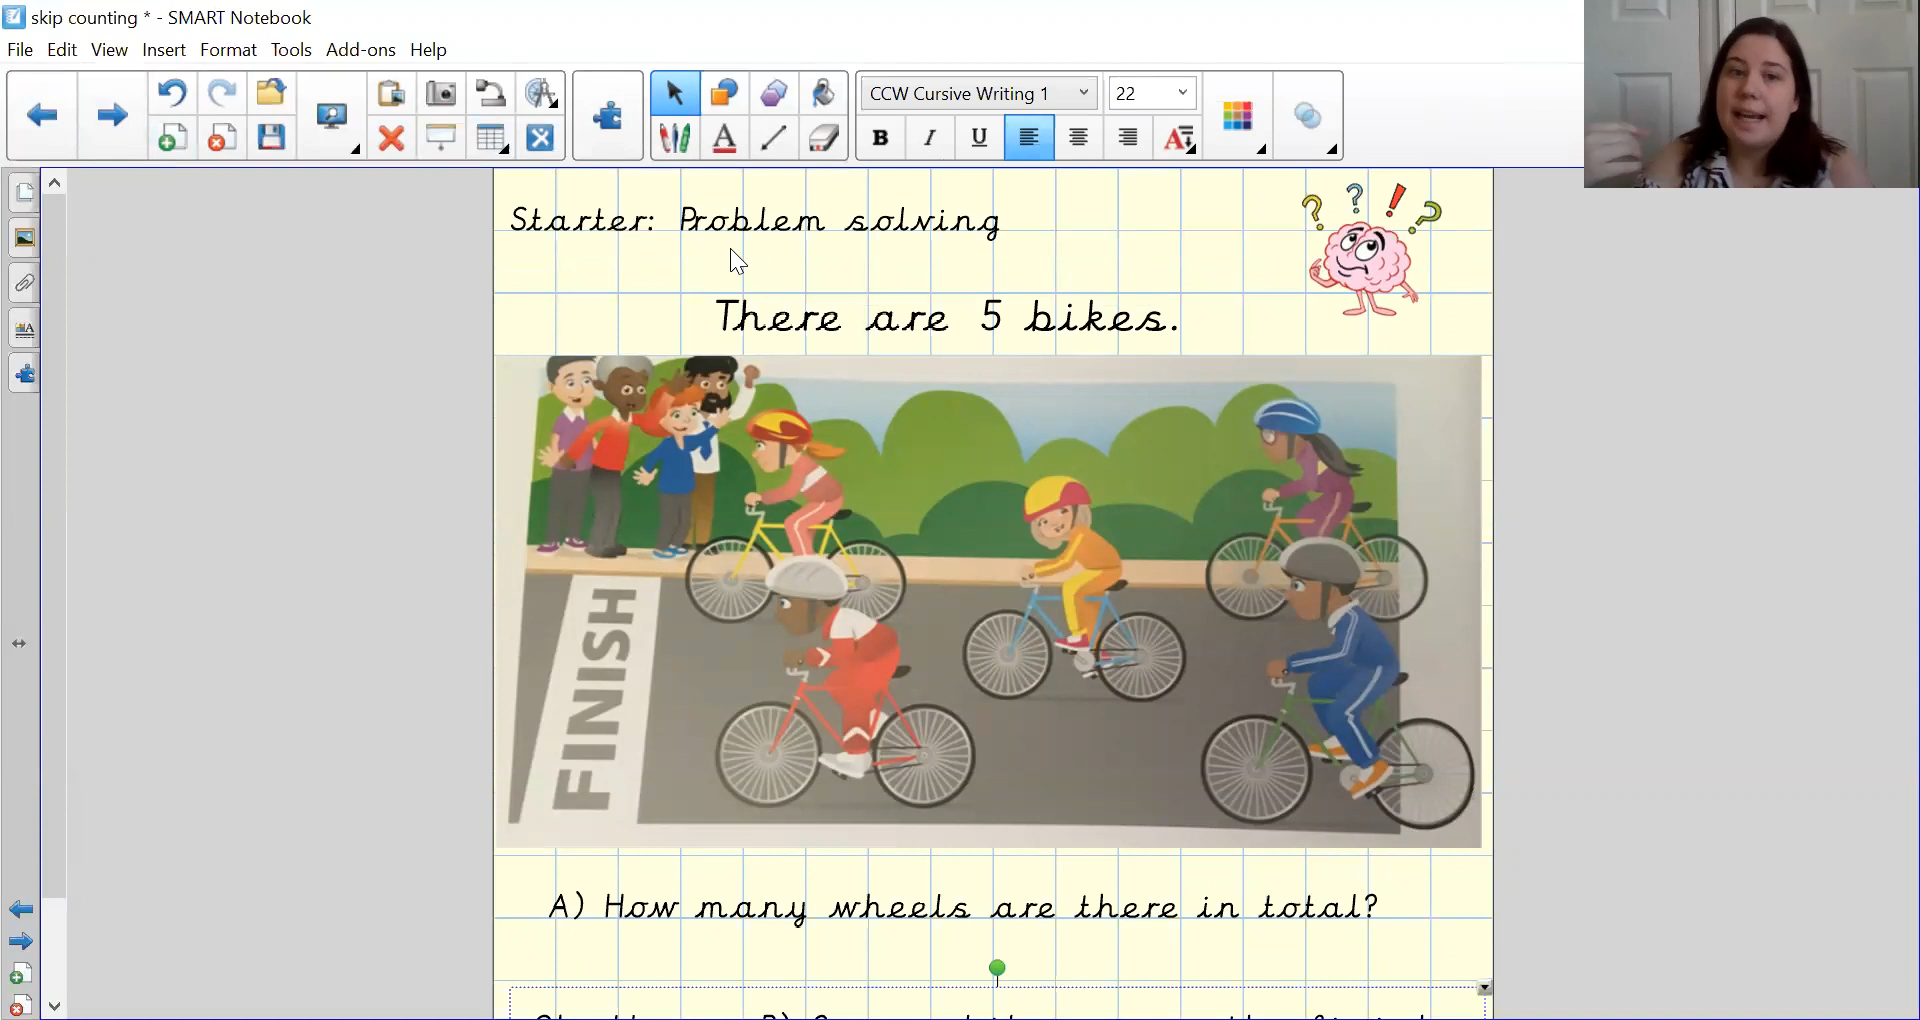 skip counting * - SMART Notebook
File Edit View Insert Format Tools Add-ons Help
CCW Cursive Writing 1 22
B I U
Starter: Problem solving
There are 5 bikes.
FINISH
A) How many wheels are there in total?